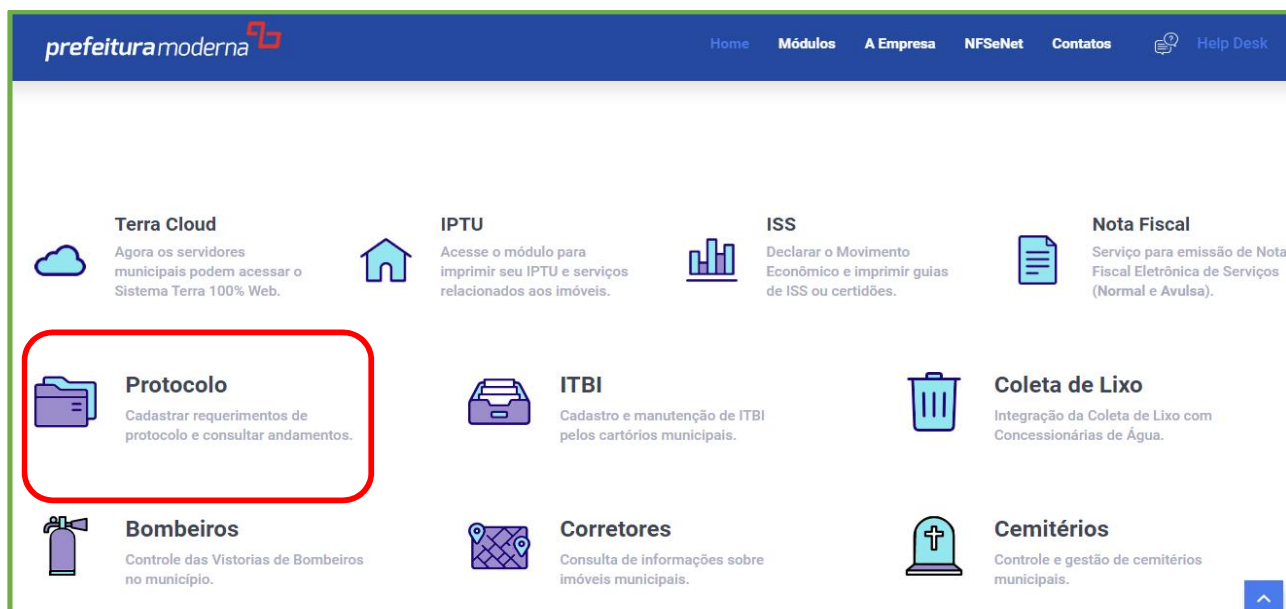 prefeituramoderna
Home Módulos A Empresa NFSeNet Contatos Help Desk
Terra Cloud
Agora os servidores
municipais podem acessar o
Sistema Terra 100% Web.
IPTU
Acesse o módulo para
imprimir seu IPTU e serviços
relacionados aos imóveis.
ISS
Declarar o Movimento
Econômico e imprimir guias
de ISS ou certidões.
Nota Fiscal
Serviço para emissão de Nota
Fiscal Eletrônica de Serviços
(Normal e Avulsa).
Protocolo
Cadastrar requerimentos de
protocolo e consultar andamentos.
ITBI
Cadastro e manutenção de ITBI
pelos cartórios municipais.
Coleta de Lixo
Integração da Coleta de Lixo com
Concessionárias de Água.
Bombeiros
Controle das Vistorias de Bombeiros
no município.
Corretores
Consulta de informações sobre
imóveis municipais.
Cemitérios
Controle e gestão de cemitérios
municipais.